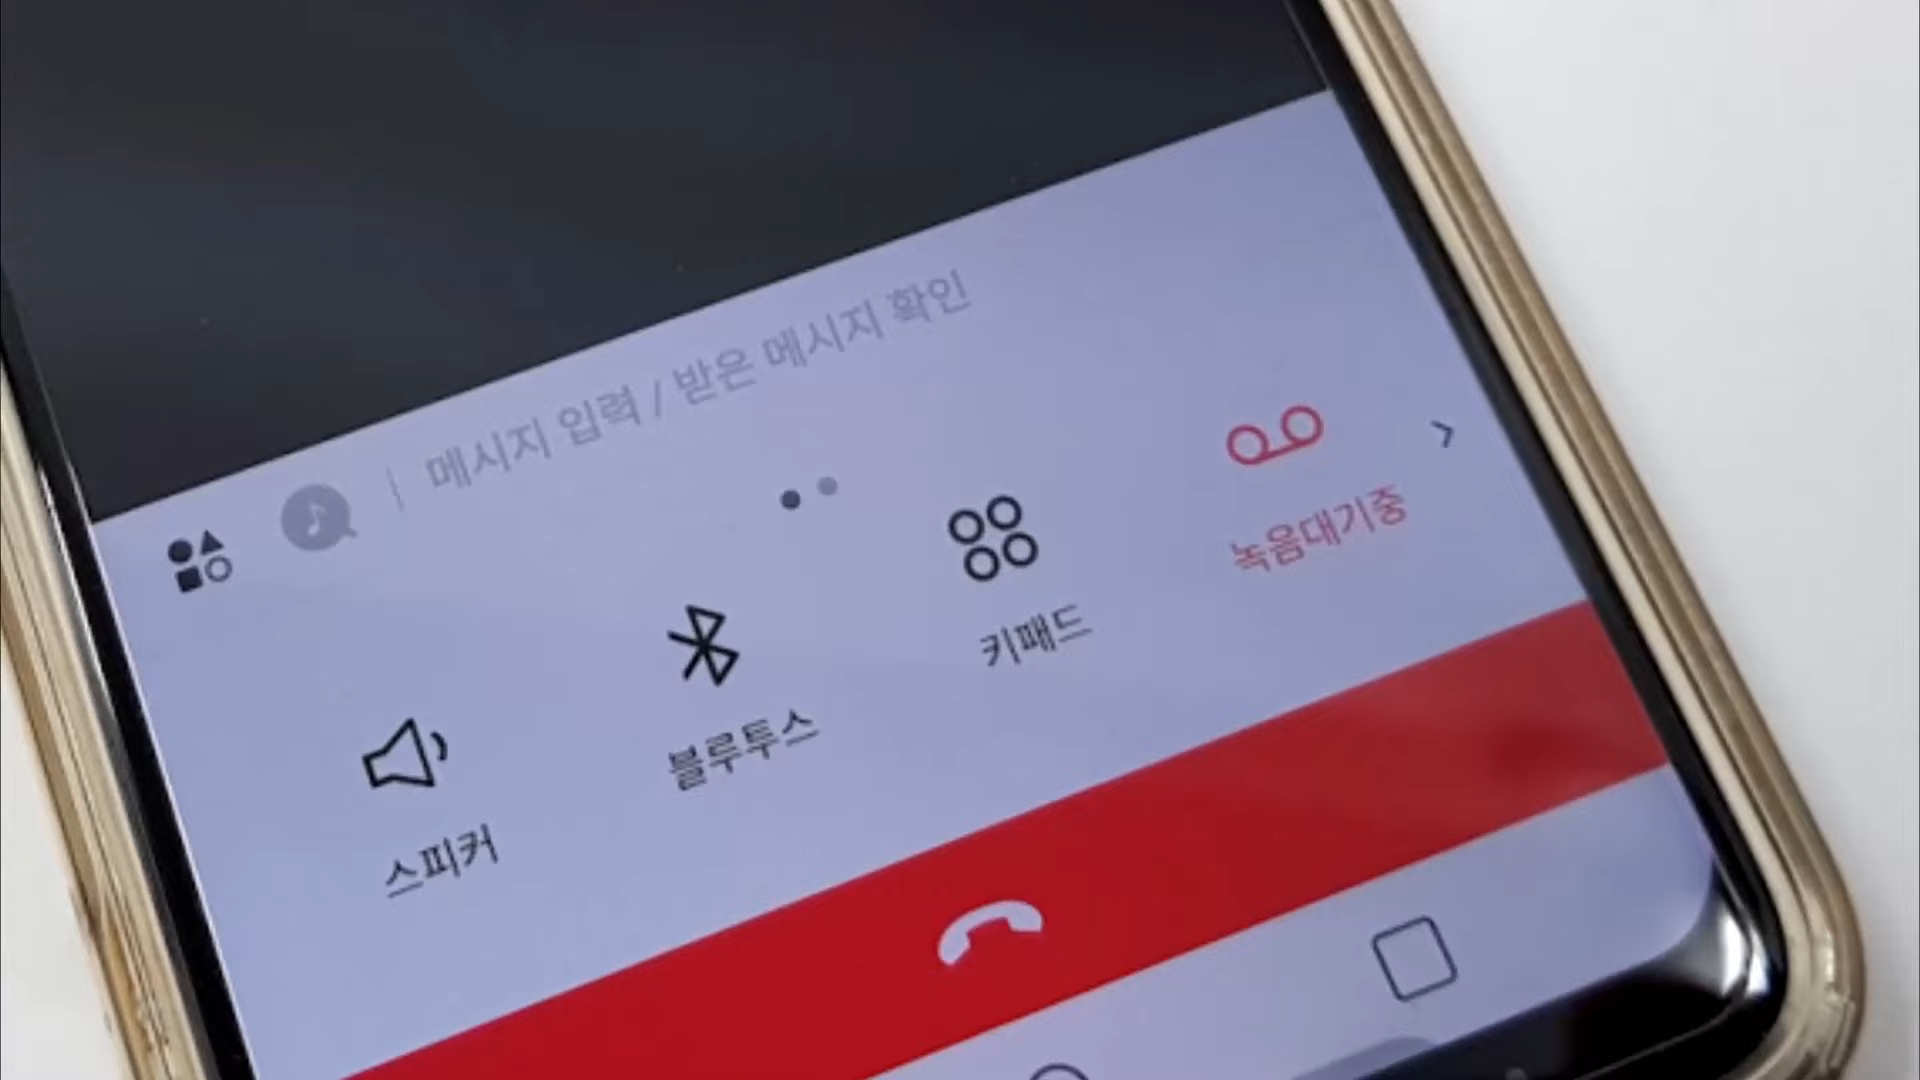 메시지 입력 / 받은 메시지 확인
스피커
블루투스
키패드
녹음대기중